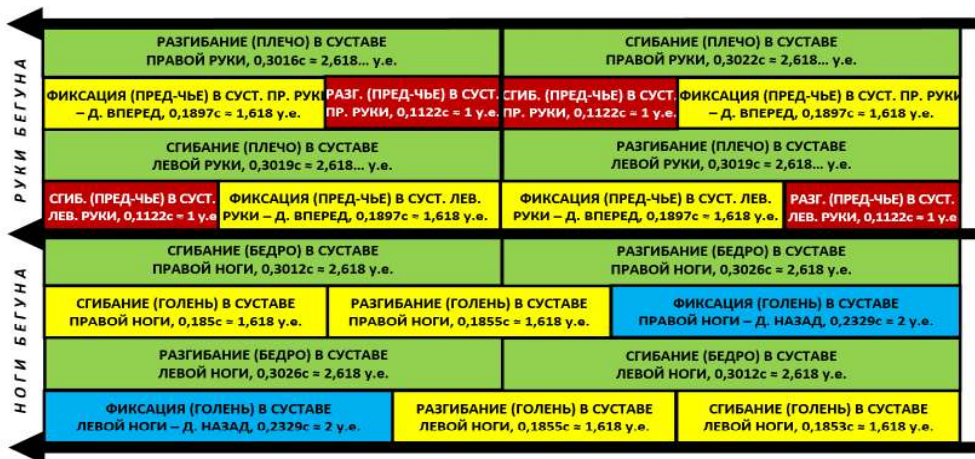 РУКИ БЕГУНА
РАЗГИБАНИЕ (ПЛЕЧО) В СУСТАВЕ
ПРАВОЙ РУКИ, 0,3016с ≈ 2,618... у.е.
СГИБАНИЕ (ПЛЕЧО) В СУСТАВЕ
ПРАВОЙ РУКИ, 0,3022с ≈ 2,618... у.е.
ФИКСАЦИЯ (ПРЕД-ЧЬЕ) В СУСТ. ПР. РУКИ
– Д. ВПЕРЕД, 0,1897с ≈ 1,618 у.е.
РАЗГ. (ПРЕД-ЧЬЕ) В СУСТ.
ПР. РУКИ, 0,1122с ≈ 1 у.е.
СГИБ. (ПРЕД-ЧЬЕ) В СУСТ.
ПР. РУКИ, 0,1122с ≈ 1 у.е.
ФИКСАЦИЯ (ПРЕД-ЧЬЕ) В СУСТ. ПР. РУКИ
– Д. ВПЕРЕД, 0,1897с ≈ 1,618 у.е.
СГИБАНИЕ (ПЛЕЧО) В СУСТАВЕ
ЛЕВОЙ РУКИ, 0,3019с ≈ 2,618... у.е.
РАЗГИБАНИЕ (ПЛЕЧО) В СУСТАВЕ
ЛЕВОЙ РУКИ, 0,3019с ≈ 2,618... у.е.
СГИБ. (ПРЕД-ЧЬЕ) В СУСТ.
ЛЕВ. РУКИ, 0,1122с ≈ 1 у.е
ФИКСАЦИЯ (ПРЕД-ЧЬЕ) В СУСТ. ЛЕВ.
РУКИ – Д. ВПЕРЕД, 0,1897с ≈ 1,618 у.е.
ФИКСАЦИЯ (ПРЕД-ЧЬЕ) В СУСТ. ЛЕВ.
РУКИ – Д. ВПЕРЕД, 0,1897с ≈ 1,618 у.е.
РАЗГ. (ПРЕД-ЧЬЕ) В СУСТ.
ЛЕВ. РУКИ, 0,1122с ≈ 1 у.е
НОГИ БЕГУНА
СГИБАНИЕ (БЕДРО) В СУСТАВЕ
ПРАВОЙ НОГИ, 0,3012с ≈ 2,618 у.е.
РАЗГИБАНИЕ (БЕДРО) В СУСТАВЕ
ПРАВОЙ НОГИ, 0,3026с ≈ 2,618 у.е.
СГИБАНИЕ (ГОЛЕНЬ) В СУСТАВЕ
ПРАВОЙ НОГИ, 0,185с ≈ 1,618 у.е.
РАЗГИБАНИЕ (ГОЛЕНЬ) В СУСТАВЕ
ПРАВОЙ НОГИ, 0,1855с ≈ 1,618 у.е.
ФИКСАЦИЯ (ГОЛЕНЬ) В СУСТАВЕ
ПРАВОЙ НОГИ – Д. НАЗАД, 0,2329с ≈ 2 у.е.
РАЗГИБАНИЕ (БЕДРО) В СУСТАВЕ
ЛЕВОЙ НОГИ, 0,3026с ≈ 2,618 у.е.
СГИБАНИЕ (БЕДРО) В СУСТАВЕ
ЛЕВОЙ НОГИ, 0,3012с ≈ 2,618 у.е.
ФИКСАЦИЯ (ГОЛЕНЬ) В СУСТАВЕ
ЛЕВОЙ НОГИ – Д. НАЗАД, 0,2329с ≈ 2 у.е.
РАЗГИБАНИЕ (ГОЛЕНЬ) В СУСТАВЕ
ЛЕВОЙ НОГИ, 0,1855с ≈ 1,618 у.е.
СГИБАНИЕ (ГОЛЕНЬ) В СУСТАВЕ
ЛЕВОЙ НОГИ, 0,1853с ≈ 1,618 у.е.